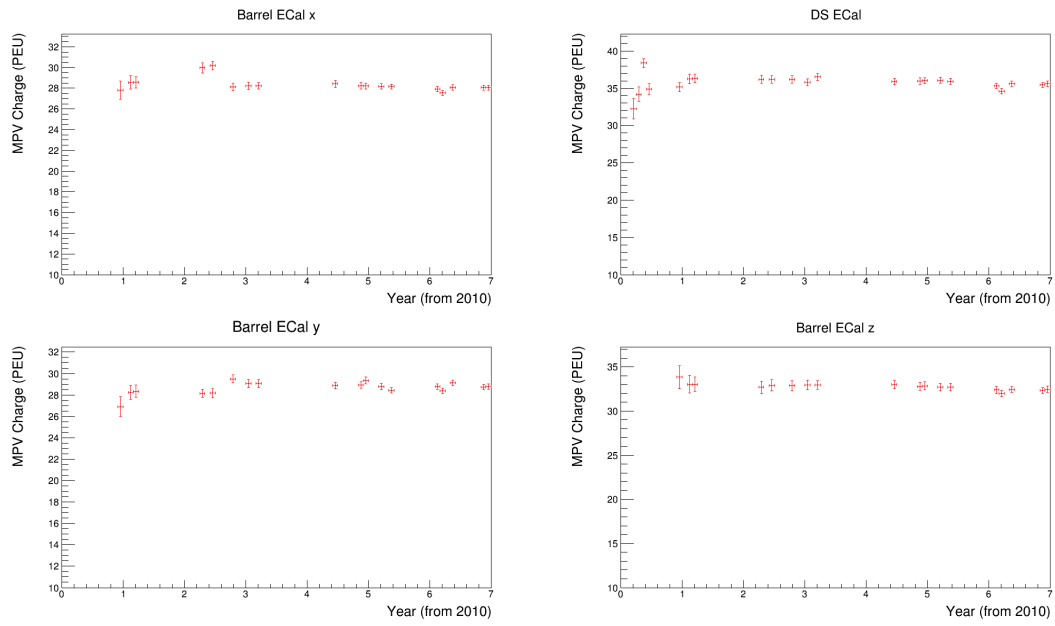 Barrel ECal x
MPV Charge (PEU)
32
30
28
26
24
22
20
18
16
14
12
10
0 1 2 3 4 5 6 7
Year (from 2010)
DS ECal
MPV Charge (PEU)
40
35
30
25
20
15
10
0 1 2 3 4 5 6 7
Year (from 2010)
Barrel ECal y
MPV Charge (PEU)
32
30
28
26
24
22
20
18
16
14
12
10
0 1 2 3 4 5 6 7
Year (from 2010)
Barrel ECal z
MPV Charge (PEU)
35
30
25
20
15
10
0 1 2 3 4 5 6 7
Year (from 2010)